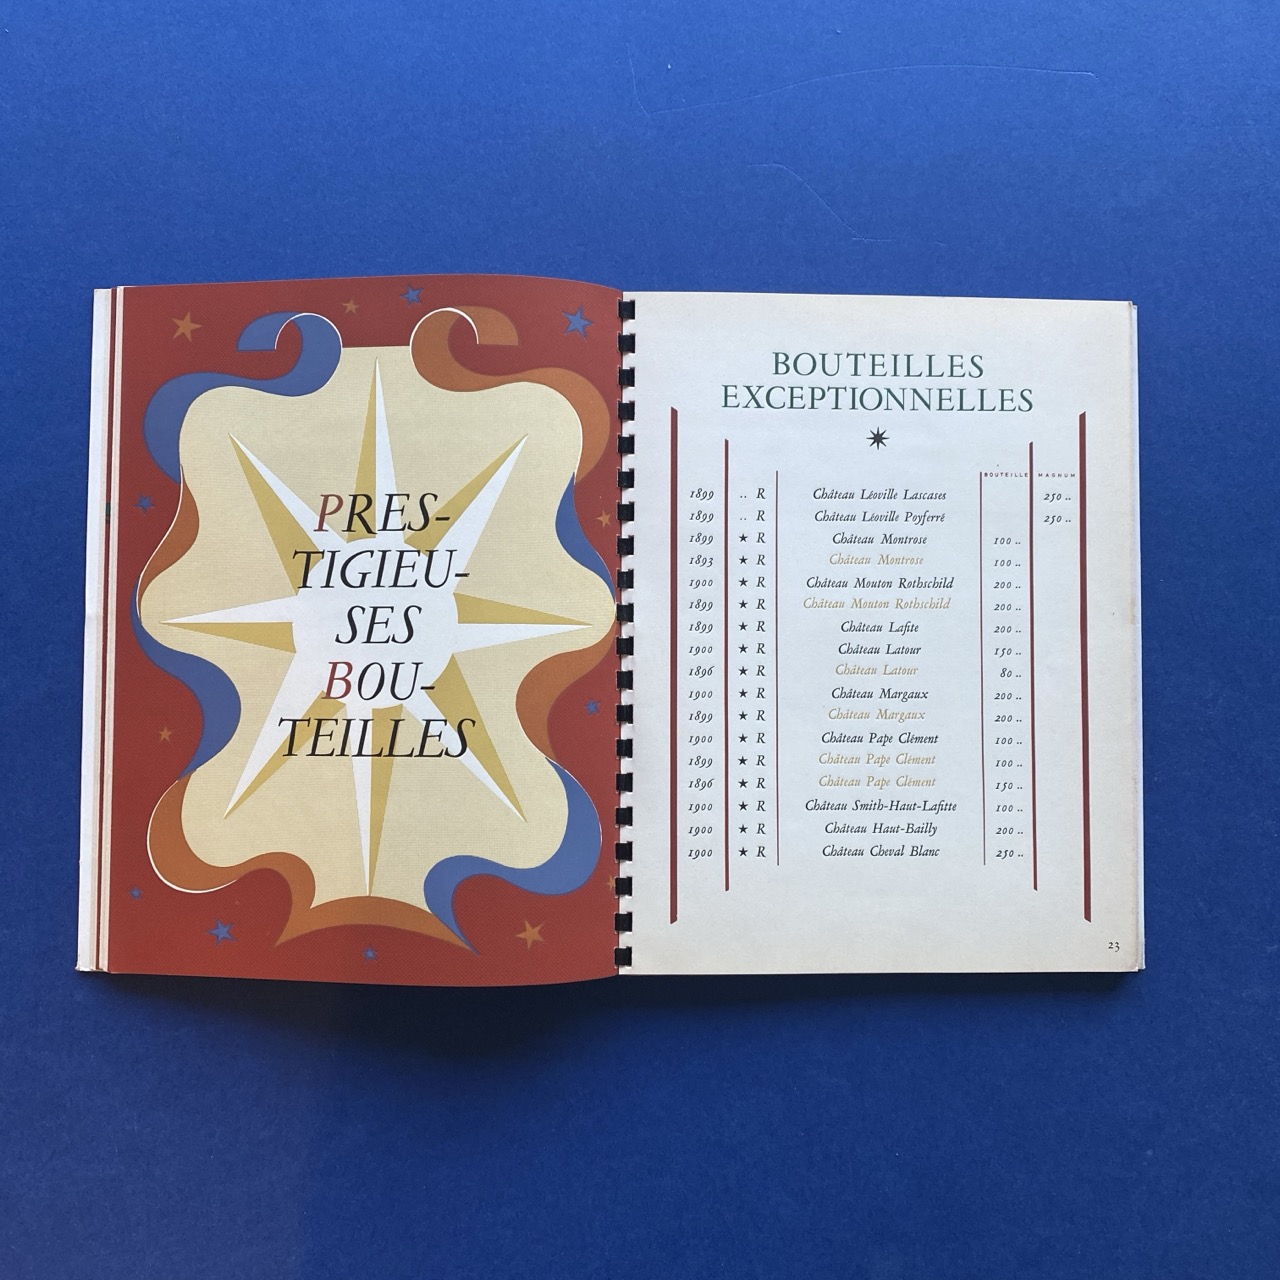 PRES-
TIGIEU-
SES
BOU-
TEILLES
BOUTEILLES
EXCEPTIONNELLES
BOUTEILLE MAGNUM
1899 .. R Château Léoville Lascases 250 ..
1899 .. R Château Léoville Poyferré 250 ..
1899 ★ R Château Montrose 100 ..
1893 ★ R Château Montrose 100 ..
1900 ★ R Château Mouton Rothschild 200 ..
1899 ★ R Château Mouton Rothschild 200 ..
1899 ★ R Château Lafite 200 ..
1900 ★ R Château Latour 150 ..
1896 ★ R Château Latour 80 ..
1900 ★ R Château Margaux 200 ..
1899 ★ R Château Margaux 200 ..
1900 ★ R Château Pape Clément 100 ..
1899 ★ R Château Pape Clément 100 ..
1896 ★ R Château Pape Clément 150 ..
1900 ★ R Château Smith-Haut-Lafitte 100 ..
1900 ★ R Château Haut-Bailly 200 ..
1900 ★ R Château Cheval Blanc 250 ..
23